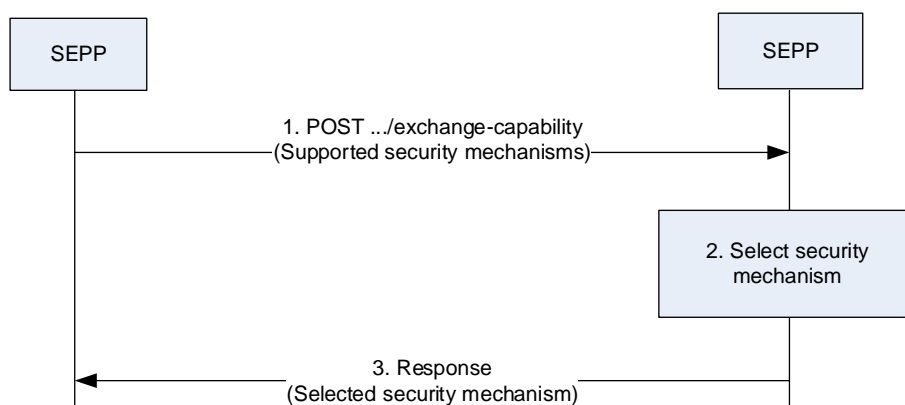 SEPP
SEPP
1. POST .../exchange-capability
(Supported security mechanisms)
2. Select security
mechanism
3. Response
(Selected security mechanism)